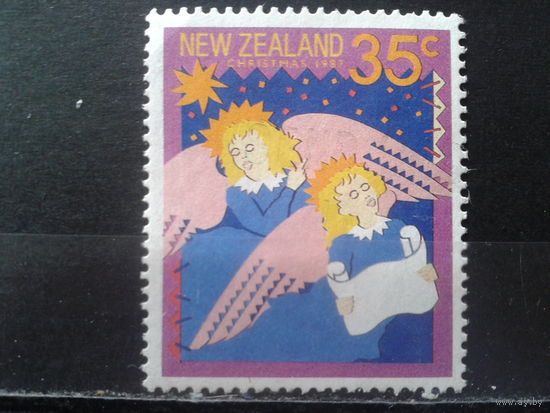 NEW ZEALAND 35c
CHRISTMAS 1987
ay.by